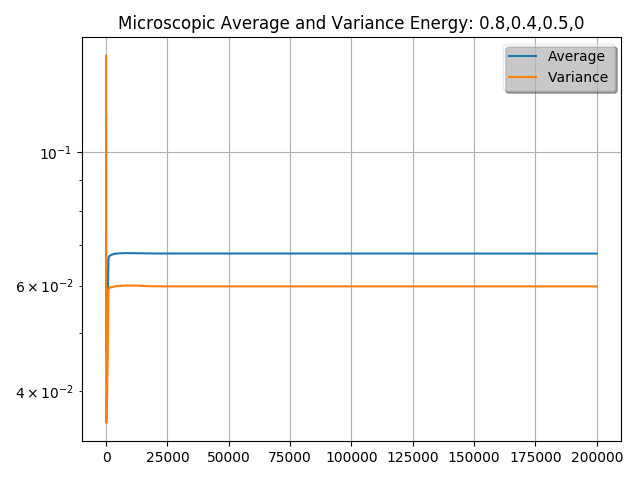 Microscopic Average and Variance Energy: 0.8,0.4,0.5,0
Average
Variance
10⁻¹
6 × 10⁻²
4 × 10⁻²
0 25000 50000 75000 100000 125000 150000 175000 200000